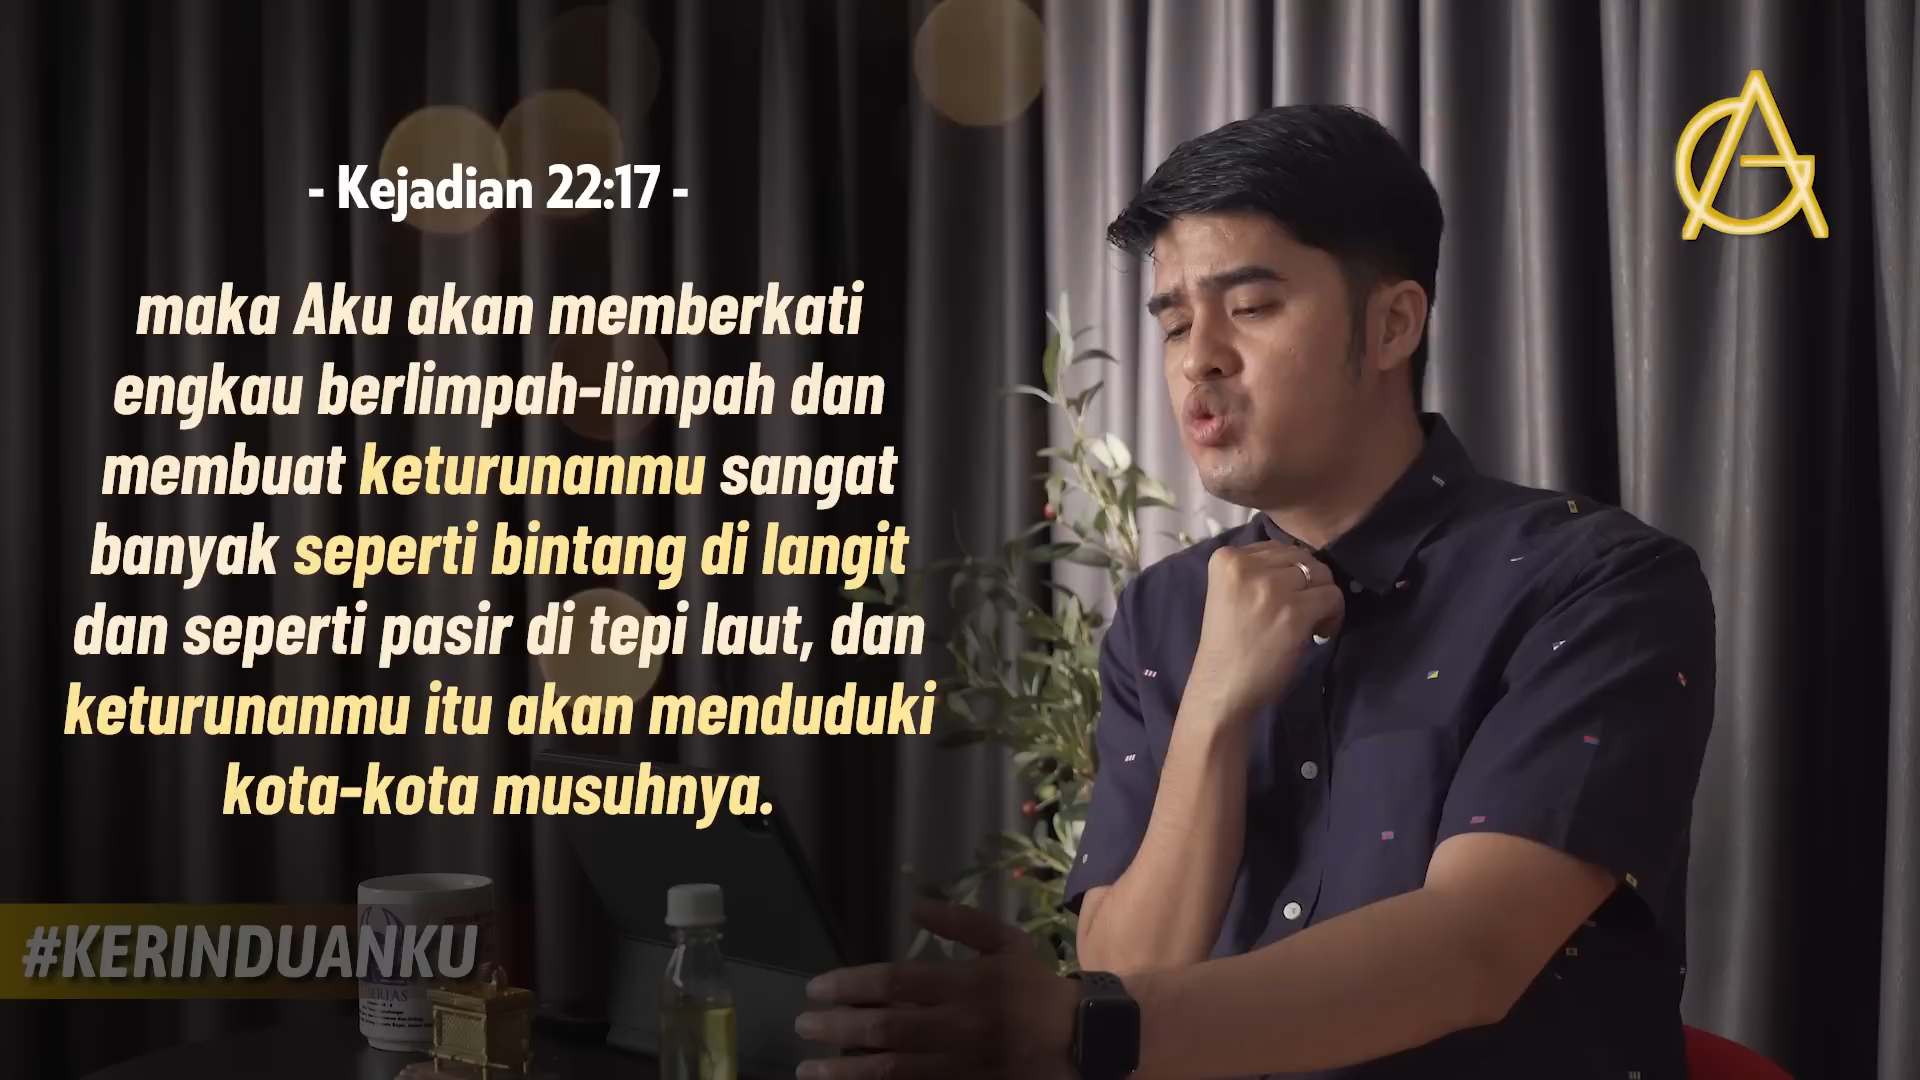 - Kejadian 22:17 -
maka Aku akan memberkati
engkau berlimpah-limpah dan
membuat keturunanmu sangat
banyak seperti bintang di langit
dan seperti pasir di tepi laut, dan
keturunanmu itu akan menduduki
kota-kota musuhnya.
#KERINDUANKU